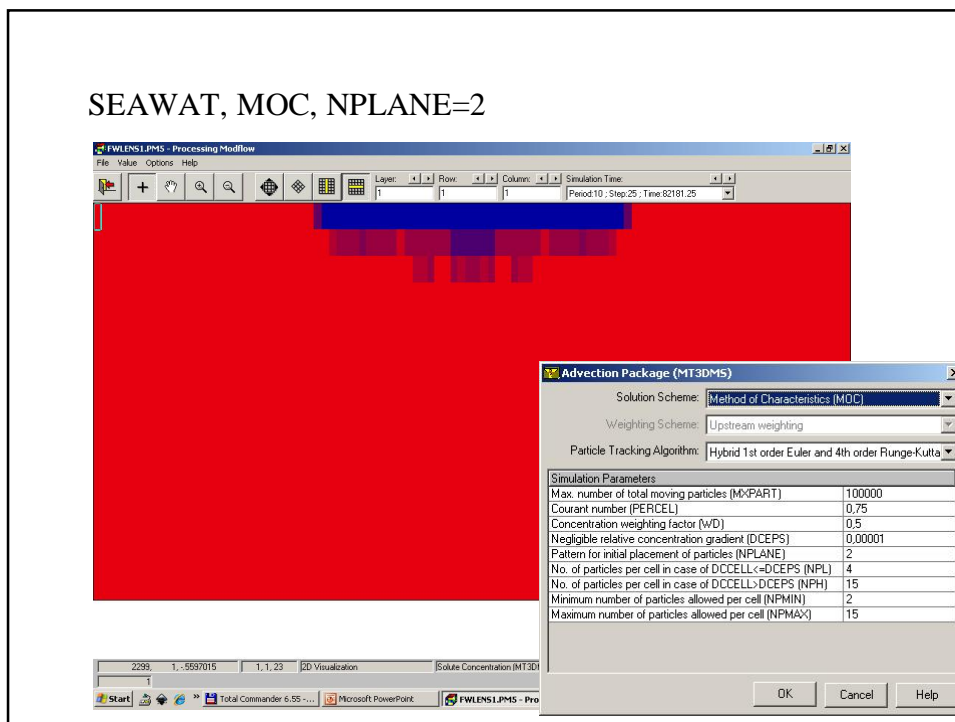 SEAWAT, MOC, NPLANE=2
FWLENS1.PM5 - Processing Modflow
File Value Options Help
Layer: Row: Column: Simulation Time:
1 1 1 Period:10 ; Step:25 ; Time:82181.25
Advection Package (MT3DMS)
Solution Scheme: Method of Characteristics (MOC)
Weighting Scheme: Upstream weighting
Particle Tracking Algorithm: Hybrid 1st order Euler and 4th order Runge-Kutta
Simulation Parameters
Max. number of total moving particles (MXPART) 100000
Courant number (PERCEL) 0,75
Concentration weighting factor (WD) 0,5
Negligible relative concentration gradient (DCEPS) 0,00001
Pattern for initial placement of particles (NPLANE) 2
No. of particles per cell in case of DCCELL<=DCEPS (NPL) 4
No. of particles per cell in case of DCCELL>DCEPS (NPH) 15
Minimum number of particles allowed per cell (NPMIN) 2
Maximum number of particles allowed per cell (NPMAX) 15
OK Cancel Help
2299, 1,-.5597015 1, 1, 23 2D Visualization Solute Concentration (MT3D
1
Start » Total Commander 6.55 -... Microsoft PowerPoint FWLENS1.PM5 - Pro